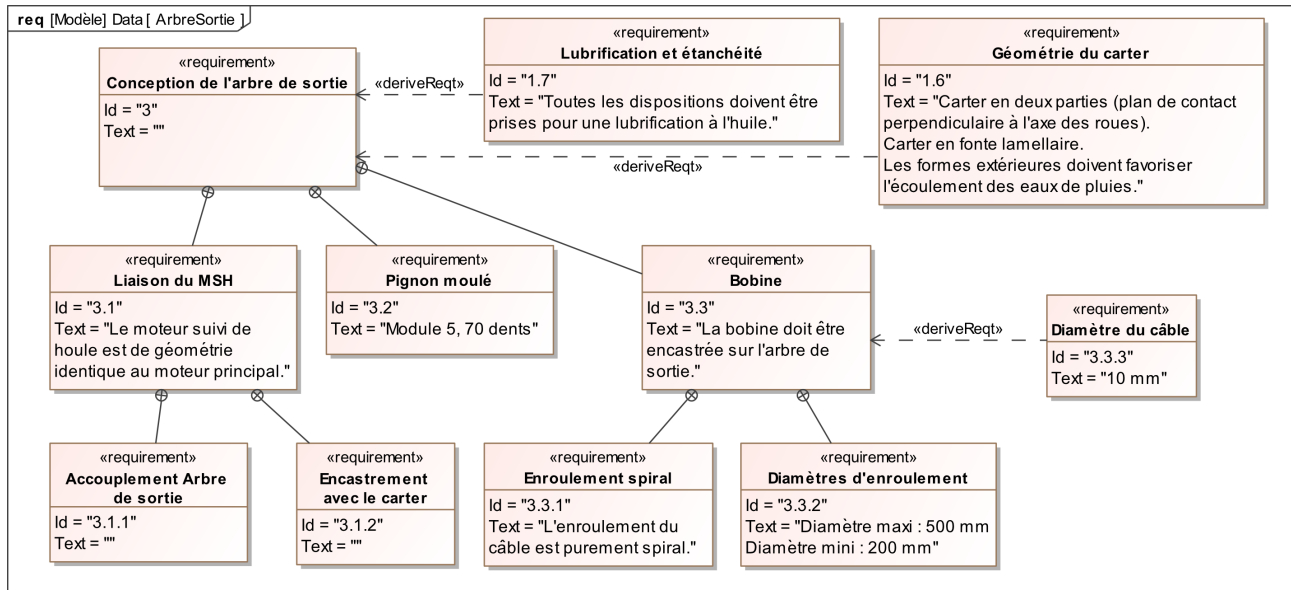 req [Modèle] Data [ ArbreSortie ]
«requirement»
Conception de l'arbre de sortie
Id = "3"
Text = ""
«deriveReqt»
«requirement»
Lubrification et étanchéité
Id = "1.7"
Text = "Toutes les dispositions doivent être
prises pour une lubrification à l'huile."
«requirement»
Géométrie du carter
Id = "1.6"
Text = "Carter en deux parties (plan de contact
perpendiculaire à l'axe des roues).
Carter en fonte lamellaire.
Les formes extérieures doivent favoriser
l'écoulement des eaux de pluies."
«deriveReqt»
«requirement»
Liaison du MSH
Id = "3.1"
Text = "Le moteur suivi de
houle est de géométrie
identique au moteur principal."
«requirement»
Pignon moulé
Id = "3.2"
Text = "Module 5, 70 dents"
«requirement»
Bobine
Id = "3.3"
Text = "La bobine doit être
encastrée sur l'arbre de
sortie."
«deriveReqt»
«requirement»
Diamètre du câble
Id = "3.3.3"
Text = "10 mm"
«requirement»
Accouplement Arbre
de sortie
Id = "3.1.1"
Text = ""
«requirement»
Encastrement
avec le carter
Id = "3.1.2"
Text = ""
«requirement»
Enroulement spiral
Id = "3.3.1"
Text = "L'enroulement du
câble est purement spiral."
«requirement»
Diamètres d'enroulement
Id = "3.3.2"
Text = "Diamètre maxi : 500 mm
Diamètre mini : 200 mm"